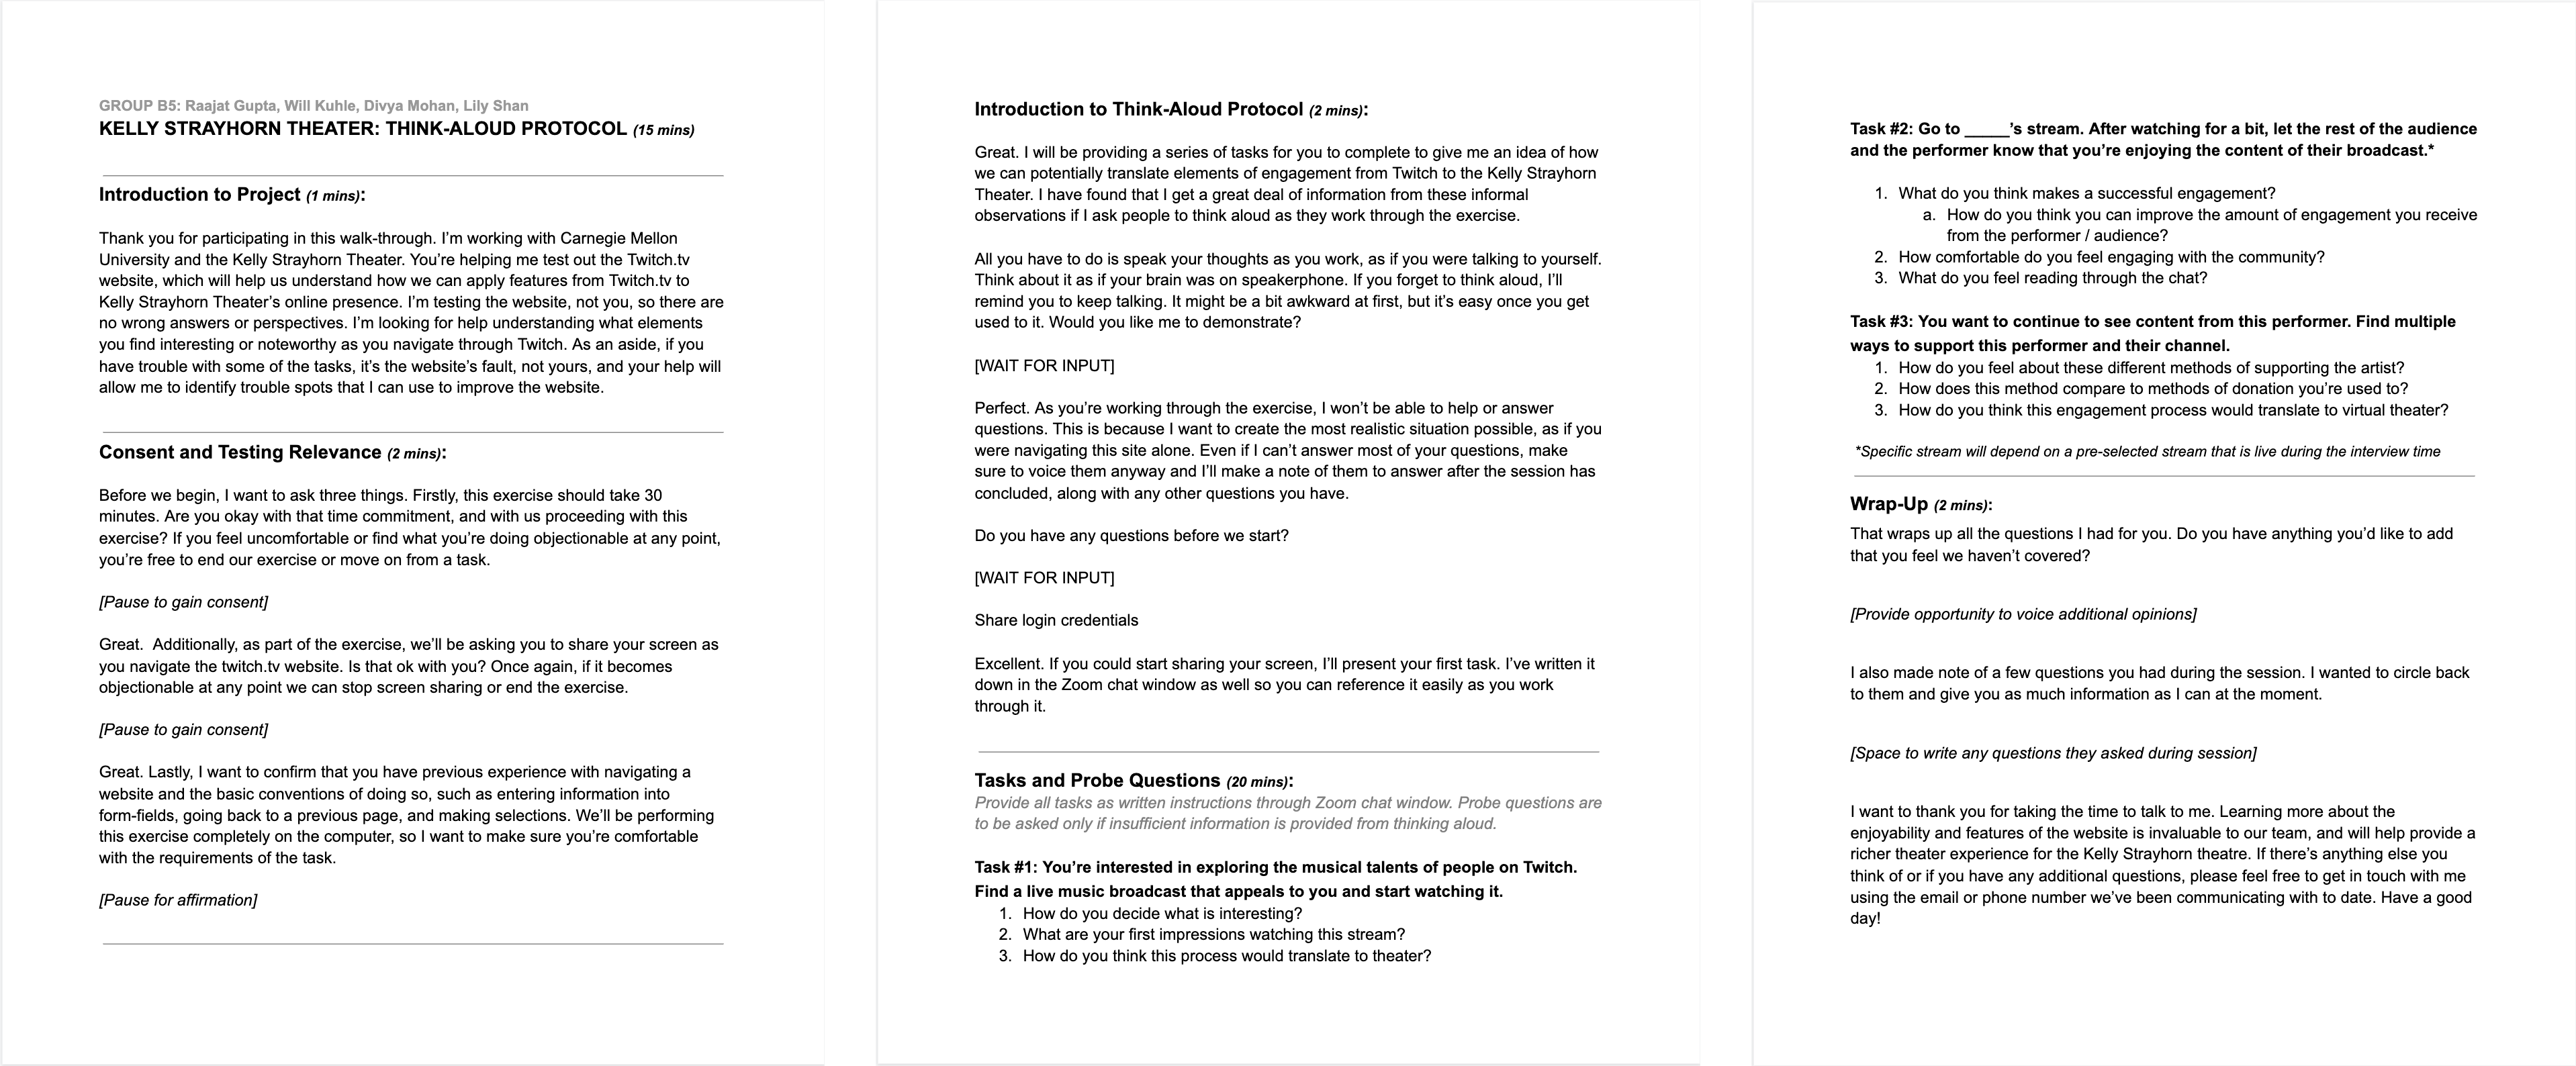 GROUP B5: Raajat Gupta, Will Kuhle, Divya Mohan, Lily Shan
KELLY STRAYHORN THEATER: THINK-ALOUD PROTOCOL (15 mins)
Introduction to Project (1 mins):
Thank you for participating in this walk-through. I'm working with Carnegie Mellon
University and the Kelly Strayhorn Theater. You're helping me test out the Twitch.tv
website, which will help us understand how we can apply features from Twitch.tv to
Kelly Strayhorn Theater's online presence. I'm testing the website, not you, so there are
no wrong answers or perspectives. I'm looking for help understanding what elements
you find interesting or noteworthy as you navigate through Twitch. As an aside, if you
have trouble with some of the tasks, it's the website's fault, not yours, and your help will
allow me to identify trouble spots that I can use to improve the website.
Consent and Testing Relevance (2 mins):
Before we begin, I want to ask three things. Firstly, this exercise should take 30
minutes. Are you okay with that time commitment, and with us proceeding with this
exercise? If you feel uncomfortable or find what you're doing objectionable at any point,
you're free to end our exercise or move on from a task.
[Pause to gain consent]
Great.  Additionally, as part of the exercise, we'll be asking you to share your screen as
you navigate the twitch.tv website. Is that ok with you? Once again, if it becomes
objectionable at any point we can stop screen sharing or end the exercise.
[Pause to gain consent]
Great. Lastly, I want to confirm that you have previous experience with navigating a
website and the basic conventions of doing so, such as entering information into
form-fields, going back to a previous page, and making selections. We'll be performing
this exercise completely on the computer, so I want to make sure you're comfortable
with the requirements of the task.
[Pause for affirmation]
Introduction to Think-Aloud Protocol (2 mins):
Great. I will be providing a series of tasks for you to complete to give me an idea of how
we can potentially translate elements of engagement from Twitch to the Kelly Strayhorn
Theater. I have found that I get a great deal of information from these informal
observations if I ask people to think aloud as they work through the exercise.
All you have to do is speak your thoughts as you work, as if you were talking to yourself.
Think about it as if your brain was on speakerphone. If you forget to think aloud, I'll
remind you to keep talking. It might be a bit awkward at first, but it's easy once you get
used to it. Would you like me to demonstrate?
[WAIT FOR INPUT]
Perfect. As you're working through the exercise, I won't be able to help or answer
questions. This is because I want to create the most realistic situation possible, as if you
were navigating this site alone. Even if I can't answer most of your questions, make
sure to voice them anyway and I'll make a note of them to answer after the session has
concluded, along with any other questions you have.
Do you have any questions before we start?
[WAIT FOR INPUT]
Share login credentials
Excellent. If you could start sharing your screen, I'll present your first task. I've written it
down in the Zoom chat window as well so you can reference it easily as you work
through it.
Tasks and Probe Questions (20 mins):
Provide all tasks as written instructions through Zoom chat window. Probe questions are
to be asked only if insufficient information is provided from thinking aloud.
Task #1: You're interested in exploring the musical talents of people on Twitch.
Find a live music broadcast that appeals to you and start watching it.
1. How do you decide what is interesting?
2. What are your first impressions watching this stream?
3. How do you think this process would translate to theater?
Task #2: Go to _____'s stream. After watching for a bit, let the rest of the audience
and the performer know that you're enjoying the content of their broadcast.*
1. What do you think makes a successful engagement?
a. How do you think you can improve the amount of engagement you receive
from the performer / audience?
2. How comfortable do you feel engaging with the community?
3. What do you feel reading through the chat?
Task #3: You want to continue to see content from this performer. Find multiple
ways to support this performer and their channel.
1. How do you feel about these different methods of supporting the artist?
2. How does this method compare to methods of donation you're used to?
3. How do you think this engagement process would translate to virtual theater?
*Specific stream will depend on a pre-selected stream that is live during the interview time
Wrap-Up (2 mins):
That wraps up all the questions I had for you. Do you have anything you'd like to add
that you feel we haven't covered?
[Provide opportunity to voice additional opinions]
I also made note of a few questions you had during the session. I wanted to circle back
to them and give you as much information as I can at the moment.
[Space to write any questions they asked during session]
I want to thank you for taking the time to talk to me. Learning more about the
enjoyability and features of the website is invaluable to our team, and will help provide a
richer theater experience for the Kelly Strayhorn theatre. If there's anything else you
think of or if you have any additional questions, please feel free to get in touch with me
using the email or phone number we've been communicating with to date. Have a good
day!